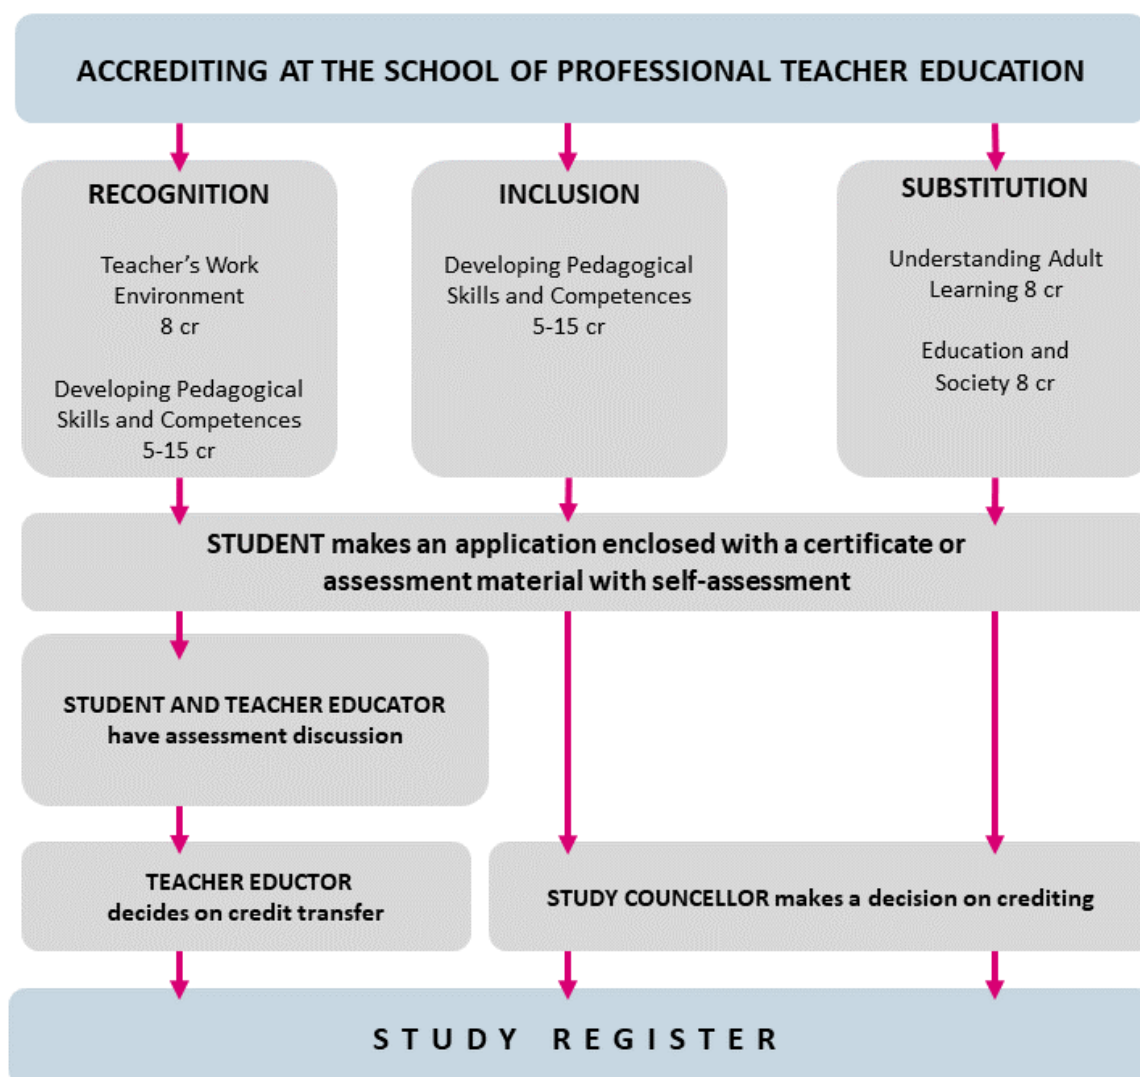 ACCREDITING AT THE SCHOOL OF PROFESSIONAL TEACHER EDUCATION
RECOGNITION
Teacher's Work
Environment
8 cr
Developing Pedagogical
Skills and Competences
5-15 cr
INCLUSION
Developing Pedagogical
Skills and Competences
5-15 cr
SUBSTITUTION
Understanding Adult
Learning 8 cr
Education and
Society 8 cr
STUDENT makes an application enclosed with a certificate or
assessment material with self-assessment
STUDENT AND TEACHER EDUCATOR
have assessment discussion
TEACHER EDUCTOR
decides on credit transfer
STUDY COUNCELLOR makes a decision on crediting
STUDY REGISTER